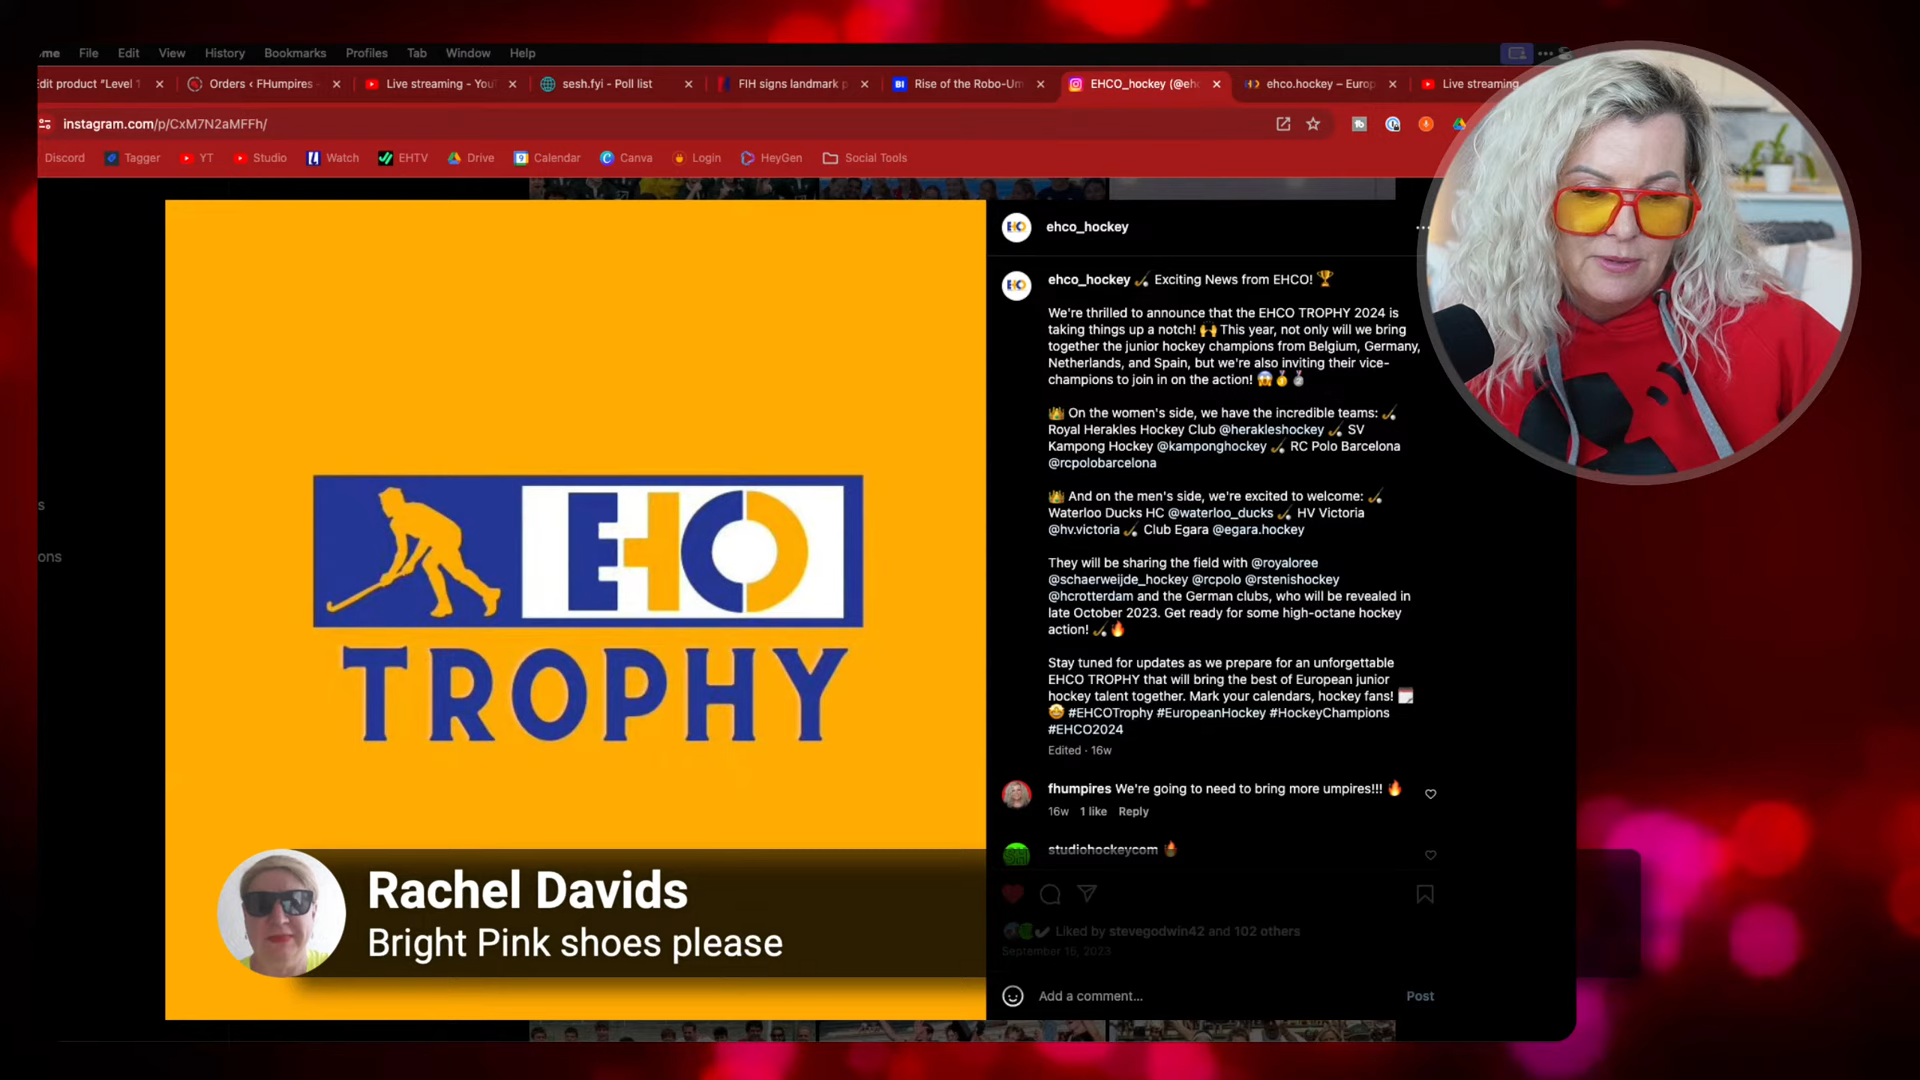 ome File Edit View History Bookmarks Profiles Tab Window Help
Edit product "Level 1 Orders ‹ FHumpires - Live streaming - You sesh.fyi - Poll list FIH signs landmark p Rise of the Robo-Um EHCO_hockey (@ehc ehco.hockey – Europ Live streaming
instagram.com/p/CxM7N2aMFFh/
Discord Tagger YT Studio Watch EHTV Drive Calendar Canva Login HeyGen Social Tools
s
ons
EHO
TROPHY
ehco_hockey
ehco_hockey 🏑 Exciting News from EHCO! 🏆
We're thrilled to announce that the EHCO TROPHY 2024 is
taking things up a notch! 🙌 This year, not only will we bring
together the junior hockey champions from Belgium, Germany,
Netherlands, and Spain, but we're also inviting their vice-
champions to join in on the action! 😱🥇🥈
👑 On the women's side, we have the incredible teams: 🏑
Royal Herakles Hockey Club @herakleshockey 🏑 SV
Kampong Hockey @kamponghockey 🏑 RC Polo Barcelona
@rcpolobarcelona
👑 And on the men's side, we're excited to welcome: 🏑
Waterloo Ducks HC @waterloo_ducks 🏑 HV Victoria
@hv.victoria 🏑 Club Egara @egara.hockey
They will be sharing the field with @royaloree
@schaerweijde_hockey @rcpolo @rstenishockey
@hcrotterdam and the German clubs, who will be revealed in
late October 2023. Get ready for some high-octane hockey
action! 🏑🔥
Stay tuned for updates as we prepare for an unforgettable
EHCO TROPHY that will bring the best of European junior
hockey talent together. Mark your calendars, hockey fans! 🗓️
🤩 #EHCOTrophy #EuropeanHockey #HockeyChampions
#EHCO2024
Edited · 16w
fhumpires We're going to need to bring more umpires!!! 🔥
16w 1 like Reply
studiohockeycom 🔥
Liked by stevegodwin42 and 102 others
September 15, 2023
Add a comment... Post
Rachel Davids
Bright Pink shoes please